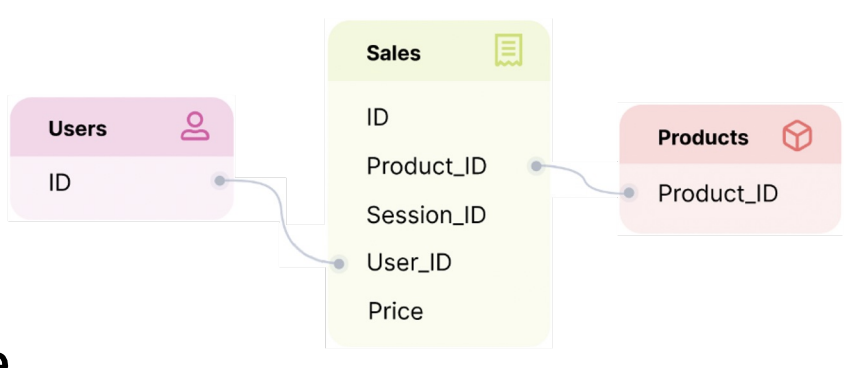 Users
ID
Sales
ID
Product_ID
Session_ID
User_ID
Price
Products
Product_ID